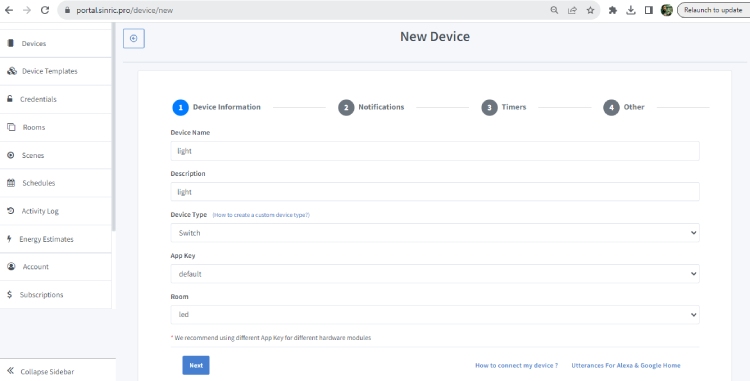 portal.sinric.pro/device/new
Relaunch to update
Devices
Device Templates
Credentials
Rooms
Scenes
Schedules
Activity Log
Energy Estimates
Account
Subscriptions
Collapse Sidebar
New Device
1 Device Information 2 Notifications 3 Timers 4 Other
Device Name
light
Description
light
Device Type (How to create a custom device type?)
Switch
App Key
default
Room
led
* We recommend using different App Key for different hardware modules
Next How to connect my device ? Utterances For Alexa & Google Home